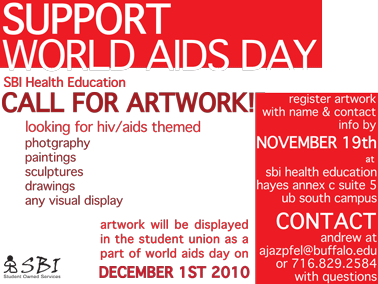 SUPPORT
WORLD AIDS DAY
SBI Health Education
CALL FOR ARTWORK!
looking for hiv/aids themed
photgraphy
paintings
sculptures
drawings
any visual display
register artwork
with name & contact
info by
NOVEMBER 19th
at
sbi health education
hayes annex c suite 5
ub south campus
artwork will be displayed
in the student union as a
part of world aids day on
DECEMBER 1ST 2010
CONTACT
andrew at
ajazpfel@buffalo.edu
or 716.829.2584
with questions
SBI
Student Owned Services